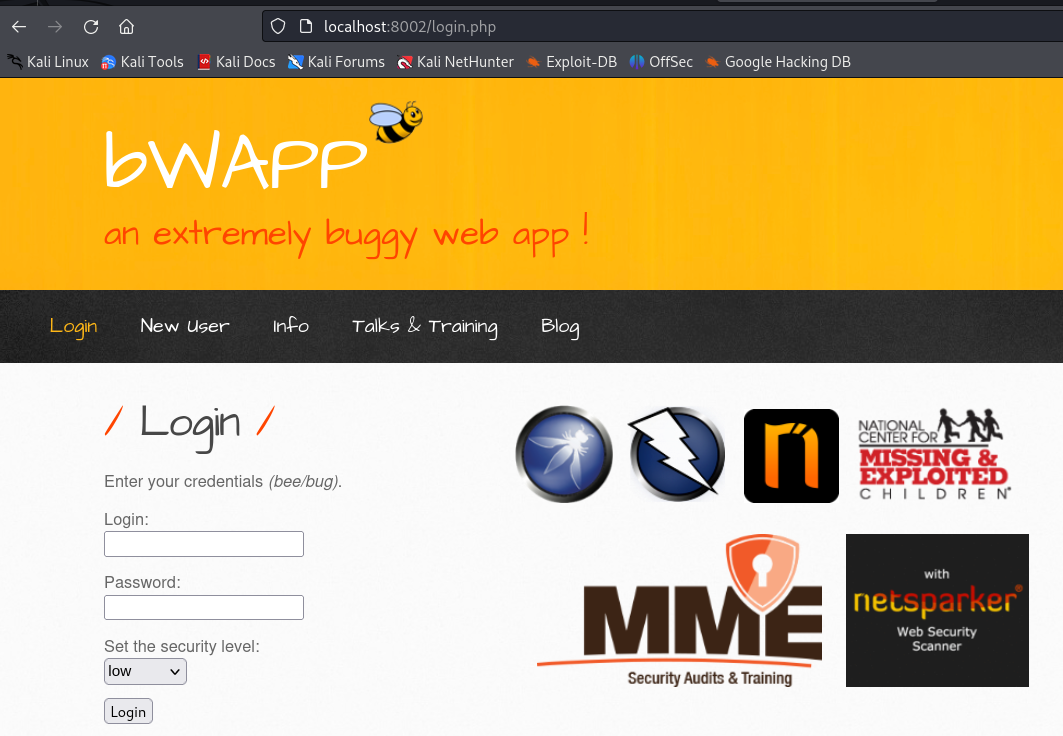 localhost:8002/login.php
Kali Linux Kali Tools Kali Docs Kali Forums Kali NetHunter Exploit-DB OffSec Google Hacking DB
bWAPP
an extremely buggy web app !
Login New User Info Talks & Training Blog
/ Login /
Enter your credentials (bee/bug).
Login:
Password:
Set the security level:
low
Login
NATIONAL
CENTER FOR
MISSING &
EXPLOITED
CHILDREN®
MME
Security Audits & Training
with
netsparker®
Web Security
Scanner